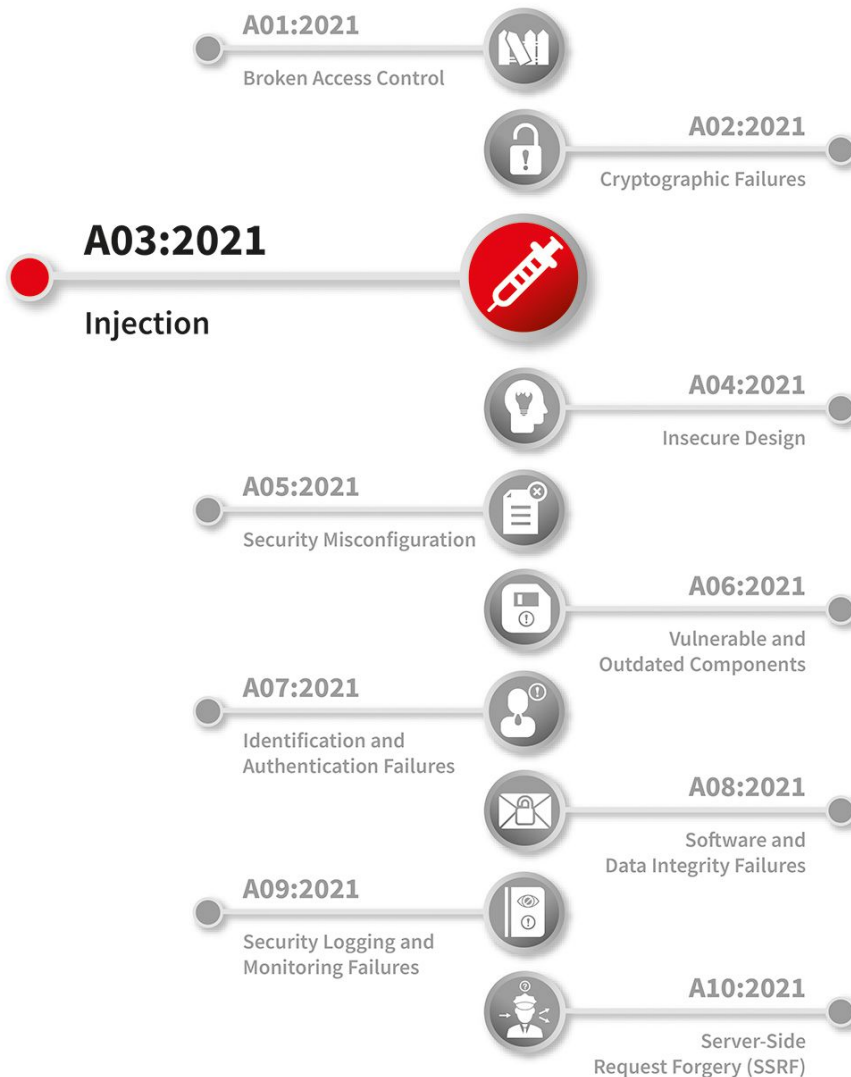 A01:2021
Broken Access Control
A02:2021
Cryptographic Failures
A03:2021
Injection
A04:2021
Insecure Design
A05:2021
Security Misconfiguration
A06:2021
Vulnerable and
Outdated Components
A07:2021
Identification and
Authentication Failures
A08:2021
Software and
Data Integrity Failures
A09:2021
Security Logging and
Monitoring Failures
A10:2021
Server-Side
Request Forgery (SSRF)